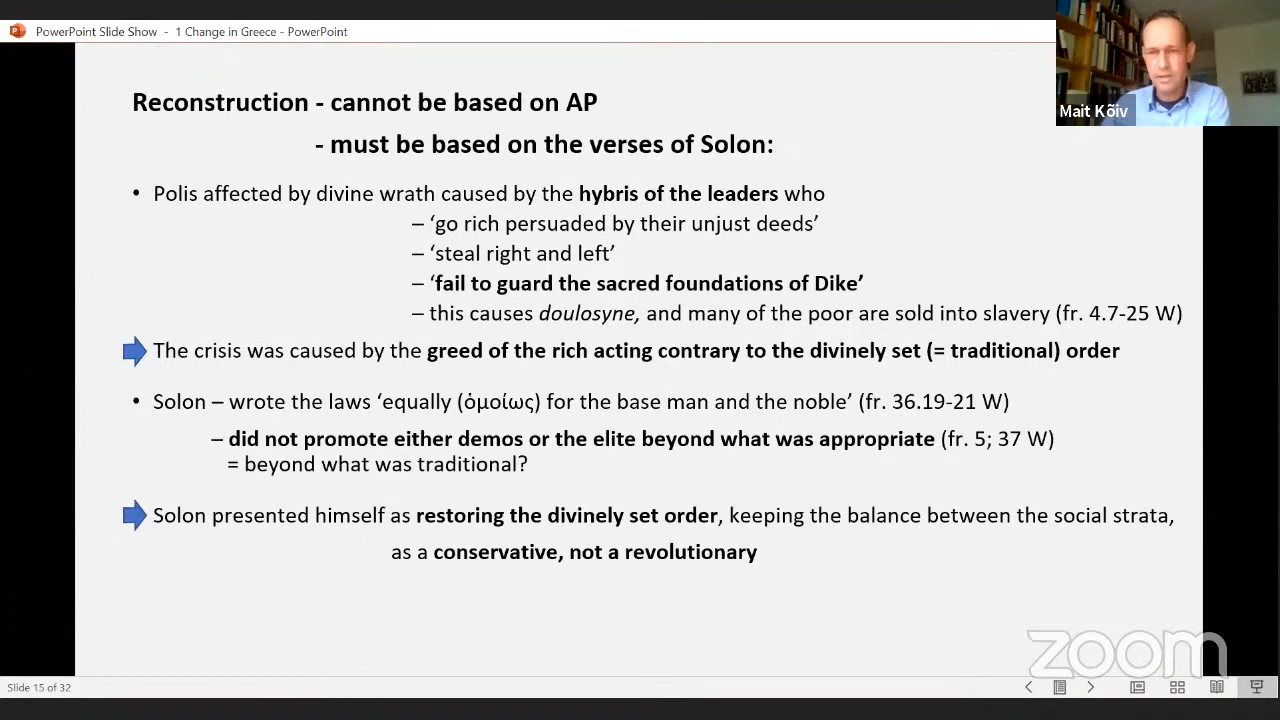 PowerPoint Slide Show - 1 Change in Greece - PowerPoint
Mait Kõiv
Reconstruction - cannot be based on AP
- must be based on the verses of Solon:
• Polis affected by divine wrath caused by the hybris of the leaders who
– ‘go rich persuaded by their unjust deeds’
– ‘steal right and left’
– ‘fail to guard the sacred foundations of Dike’
– this causes doulosyne, and many of the poor are sold into slavery (fr. 4.7-25 W)
The crisis was caused by the greed of the rich acting contrary to the divinely set (= traditional) order
• Solon – wrote the laws ‘equally (ὁμοίως) for the base man and the noble’ (fr. 36.19-21 W)
– did not promote either demos or the elite beyond what was appropriate (fr. 5; 37 W)
= beyond what was traditional?
Solon presented himself as restoring the divinely set order, keeping the balance between the social strata,
as a conservative, not a revolutionary
zoom
Slide 15 of 32